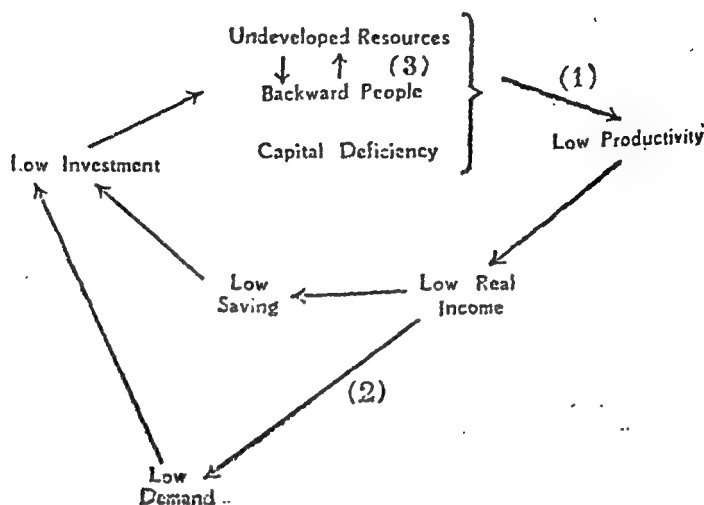 Undeveloped Resources
(3)
Backward People
(1)
Capital Deficiency
Low Productivity
Low Investment
Low
Saving
Low Real
Income
(2)
Low
Demand